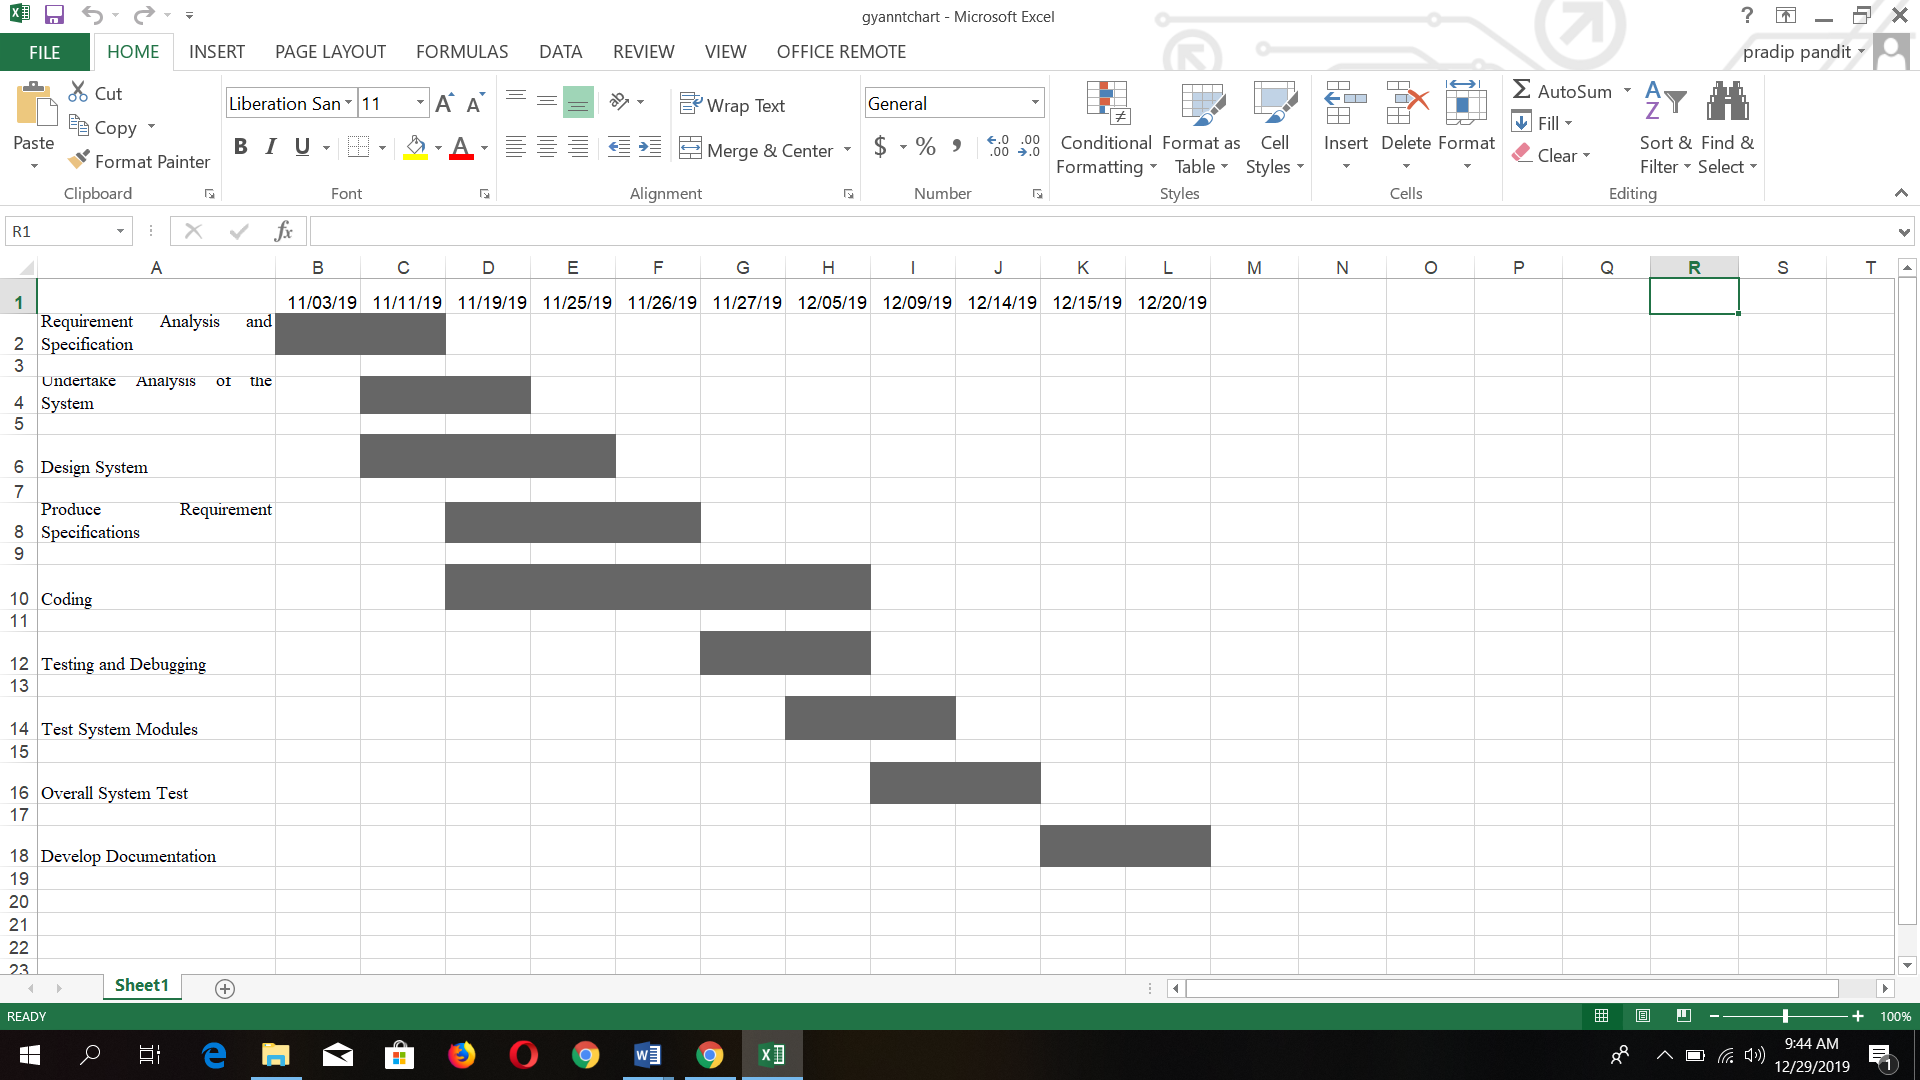 gyanntchart - Microsoft Excel
?
FILE HOME INSERT PAGE LAYOUT FORMULAS DATA REVIEW VIEW OFFICE REMOTE
pradip pandit
Paste
Cut
Copy
Format Painter
Clipboard
Liberation San 11
B I U
Font
Wrap Text
Merge & Center
Alignment
General
$ % ,
Number
Conditional Formatting
Format as Table
Cell Styles
Styles
Insert Delete Format
Cells
AutoSum
Fill
Clear
Sort & Filter
Find & Select
Editing
R1
fx
A B C D E F G H I J K L M N O P Q R S T
1 11/03/19 11/11/19 11/19/19 11/25/19 11/26/19 11/27/19 12/05/19 12/09/19 12/14/19 12/15/19 12/20/19
Requirement Analysis and
2 Specification
3
Undertake Analysis of the
4 System
5
6 Design System
7
Produce Requirement
8 Specifications
9
10 Coding
11
12 Testing and Debugging
13
14 Test System Modules
15
16 Overall System Test
17
18 Develop Documentation
19
20
21
22
23
Sheet1
READY
100%
9:44 AM
12/29/2019
1